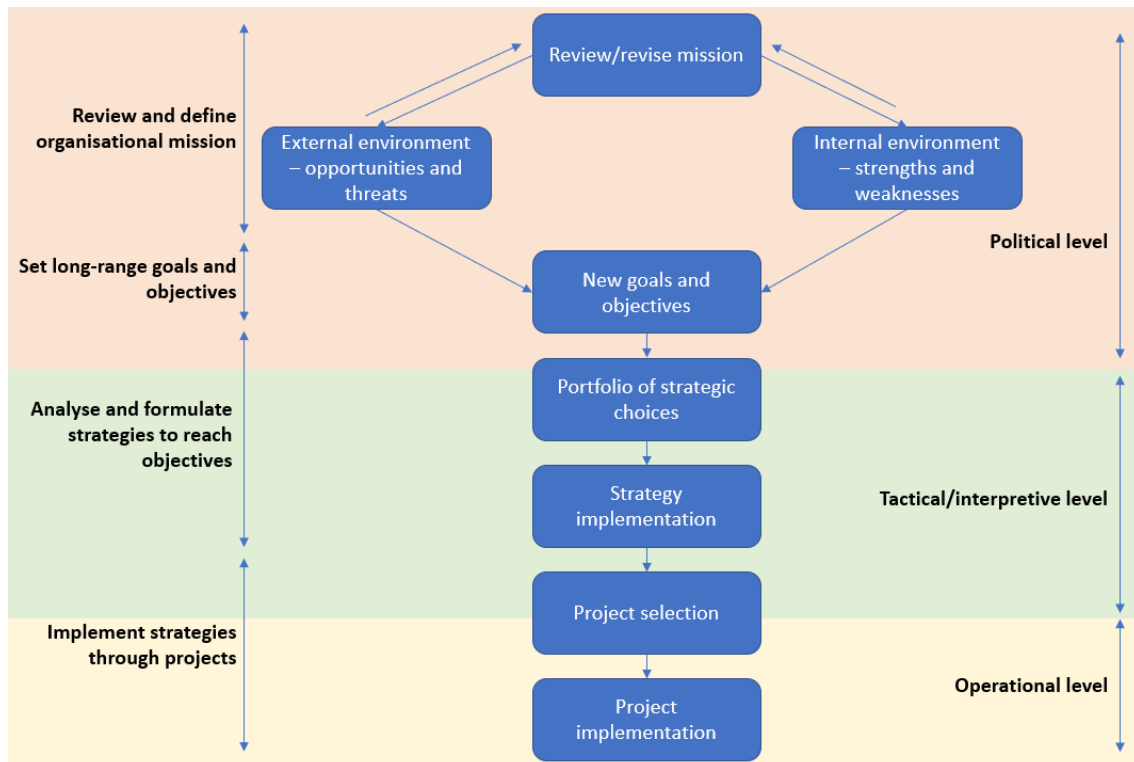 Review/revise mission
Review and define
organisational mission
External environment
– opportunities and
threats
Internal environment
– strengths and
weaknesses
Political level
Set long-range goals and
objectives
New goals and
objectives
Portfolio of strategic
choices
Analyse and formulate
strategies to reach
objectives
Strategy
implementation
Tactical/interpretive level
Project selection
Implement strategies
through projects
Operational level
Project
implementation